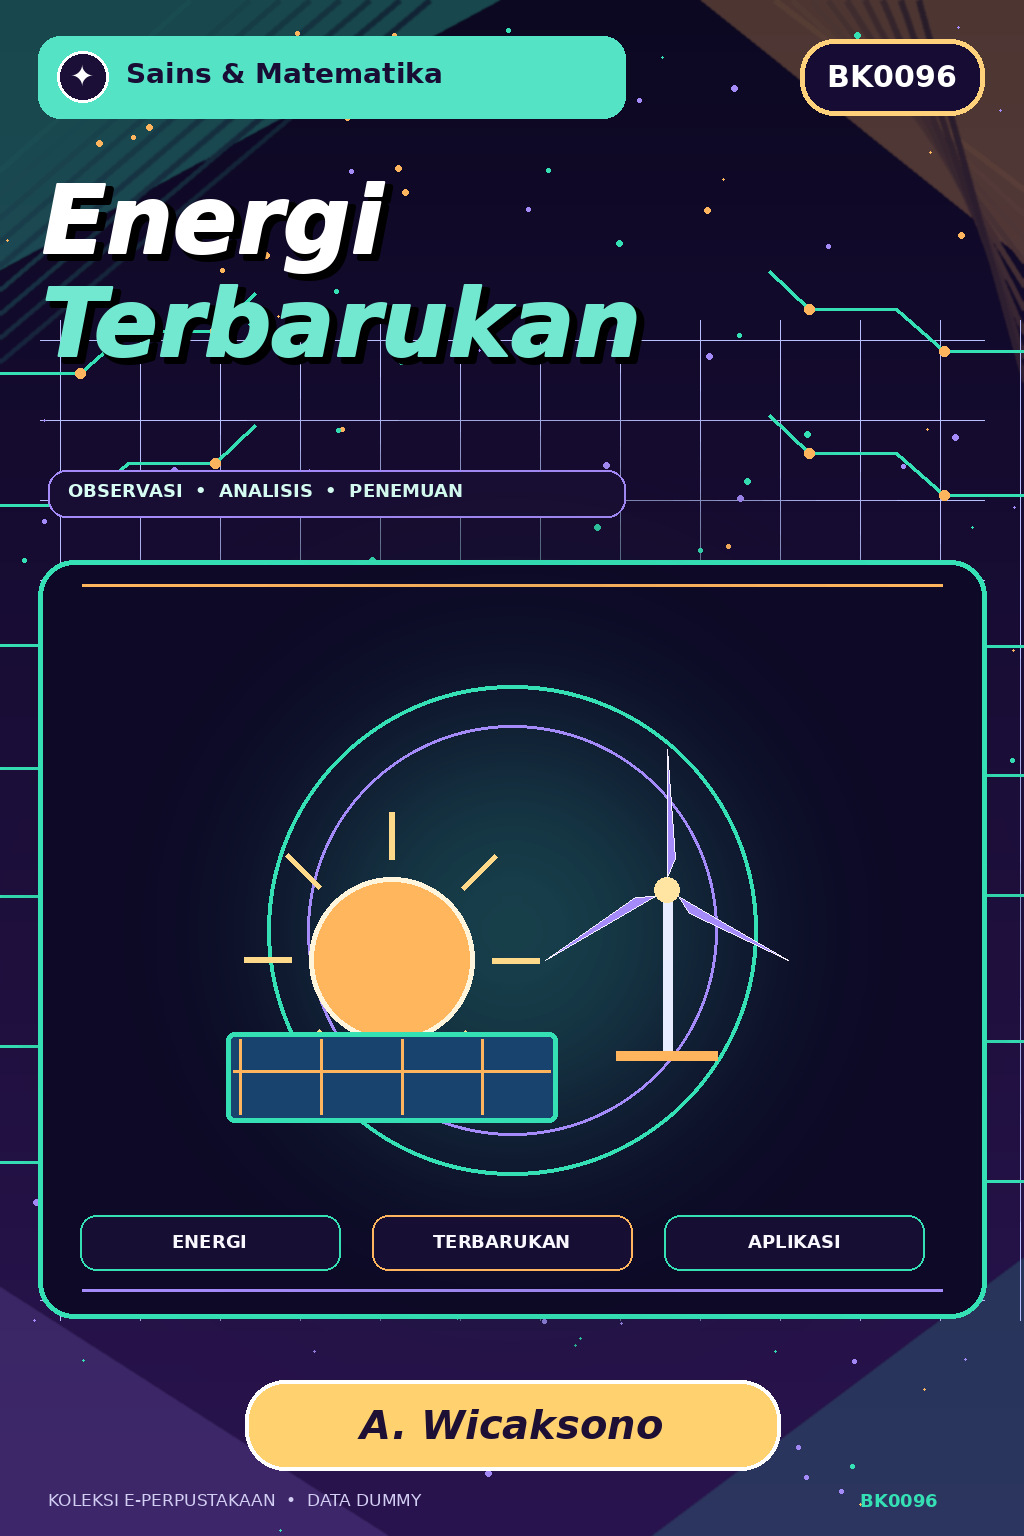 Sains & Matematika
BK0096
Energi
Terbarukan
OBSERVASI • ANALISIS • PENEMUAN
ENERGI
TERBARUKAN
APLIKASI
A. Wicaksono
KOLEKSI E-PERPUSTAKAAN • DATA DUMMY
BK0096